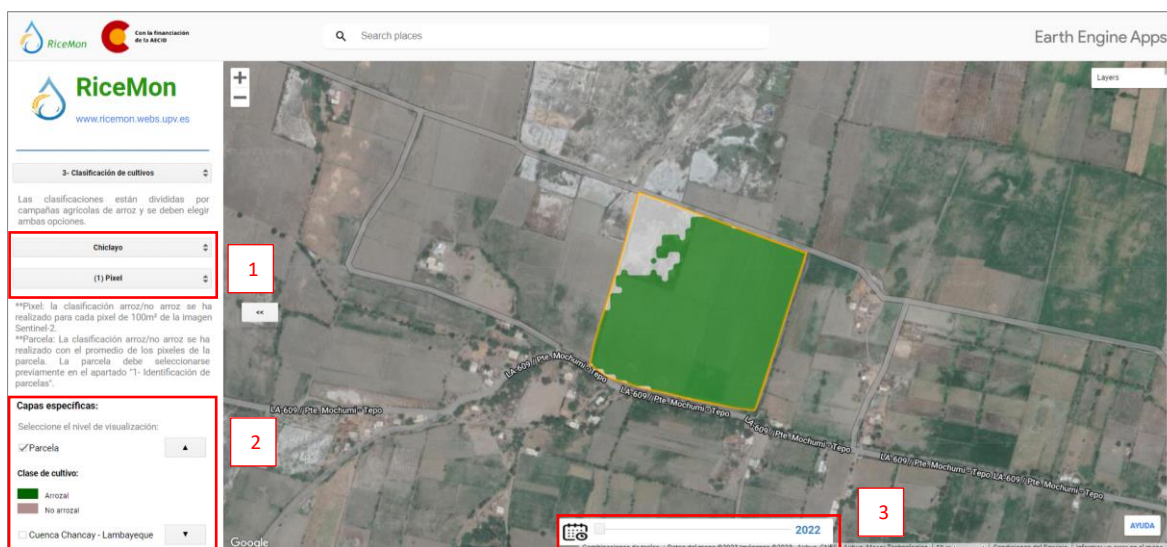 RiceMon
Con la financiación
de la AECID
Search places
Earth Engine Apps
RiceMon
www.ricemon.webs.upv.es
3- Clasificación de cultivos
Las clasificaciones están divididas por
campañas agrícolas de arroz y se deben elegir
ambas opciones.
Chiclayo
(1) Pixel
**Pixel: la clasificación arroz/no arroz se ha
realizado para cada pixel de 100m² de la imagen
Sentinel-2.
**Parcela: La clasificación arroz/no arroz se ha
realizado con el promedio de los pixeles de la
parcela. La parcela debe seleccionarse
previamente en el apartado "1- Identificación de
parcelas".
Capas específicas:
Seleccione el nivel de visualización:
Parcela
Clase de cultivo:
Arrozal
No arrozal
Cuenca Chancay - Lambayeque
+
−
Layers
1
<<
2
LA-609 / Pte. Mochumi - Tepo
LA-609 / Pte. Mochumi - Tepo
LA-609 / Pte. Mochumi - Tepo
LA-609 / Pte. Mochumi - Tepo
LA-609 / Pte. Mochumi - Tepo
3
2022
AYUDA
Google